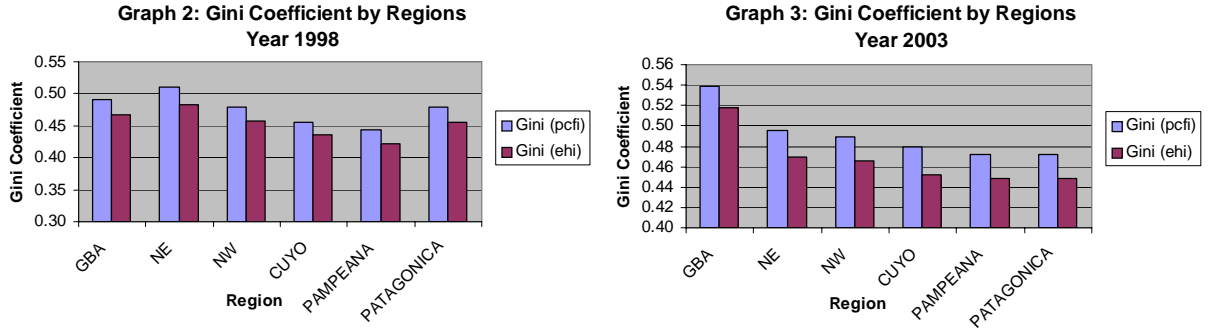 Graph 2: Gini Coefficient by Regions
Year 1998
Gini Coefficient
0.55
0.50
0.45
0.40
0.35
0.30
GBA
NE
NW
CUYO
PAMPEANA
PATAGONICA
Region
Gini (pcfi)
Gini (ehi)
Graph 3: Gini Coefficient by Regions
Year 2003
Gini Coefficient
0.56
0.54
0.52
0.50
0.48
0.46
0.44
0.42
0.40
GBA
NE
NW
CUYO
PAMPEANA
PATAGONICA
Region
Gini (pcfi)
Gini (ehi)